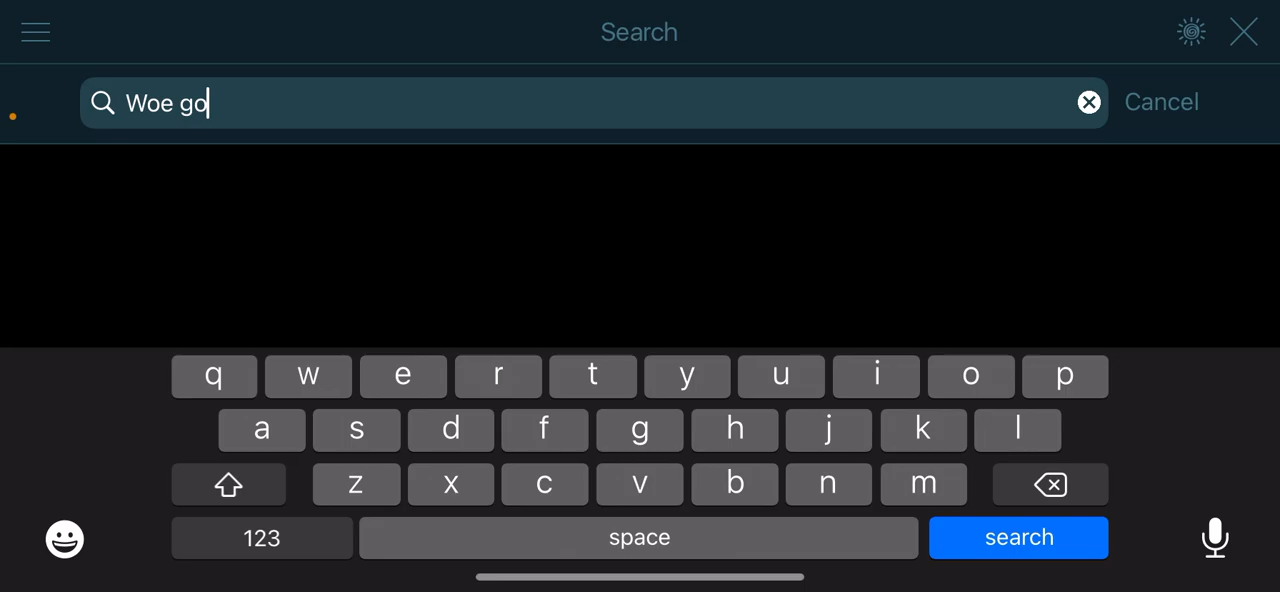 Search
Woe go
Cancel
q w e r t y u i o p
a s d f g h j k l
z x c v b n m
123 space search